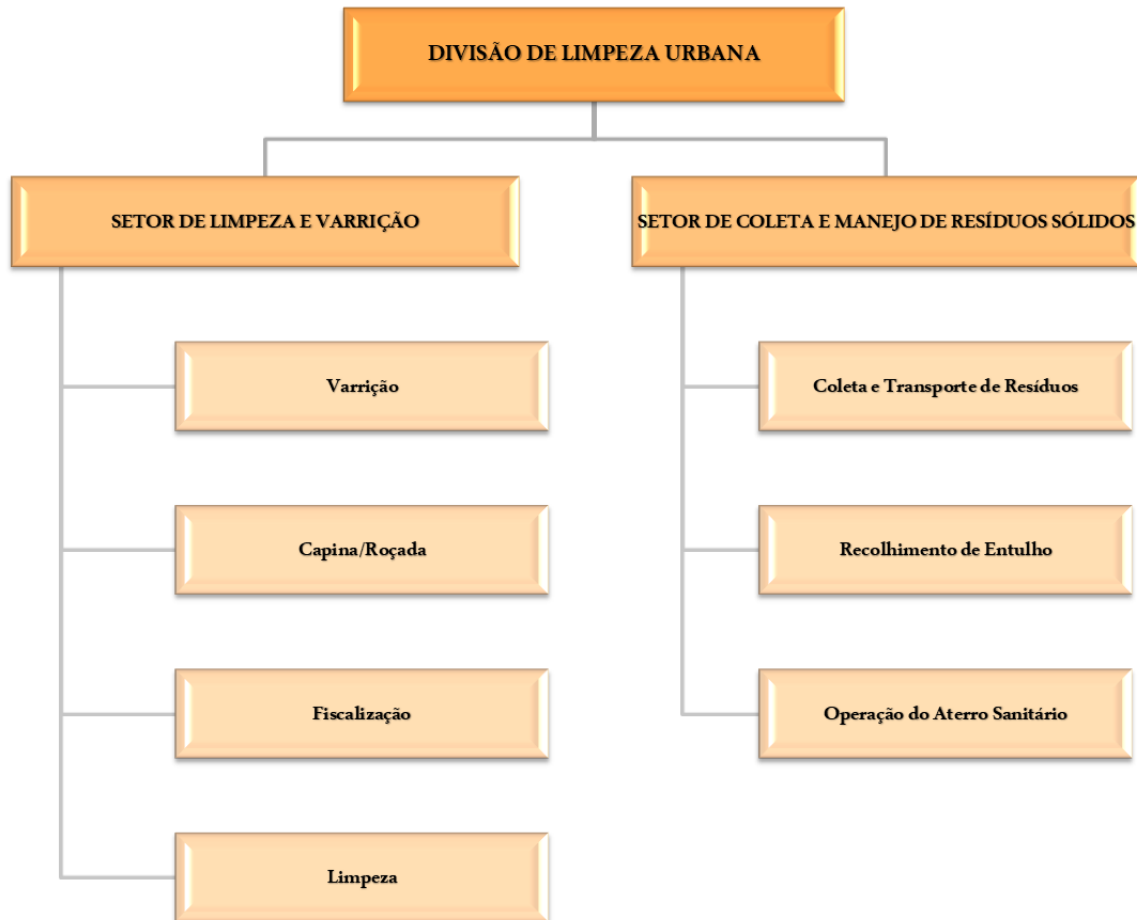 DIVISÃO DE LIMPEZA URBANA
SETOR DE LIMPEZA E VARRIÇÃO
Varrição
Capina/Roçada
Fiscalização
Limpeza
SETOR DE COLETA E MANEJO DE RESÍDUOS SÓLIDOS
Coleta e Transporte de Resíduos
Recolhimento de Entulho
Operação do Aterro Sanitário